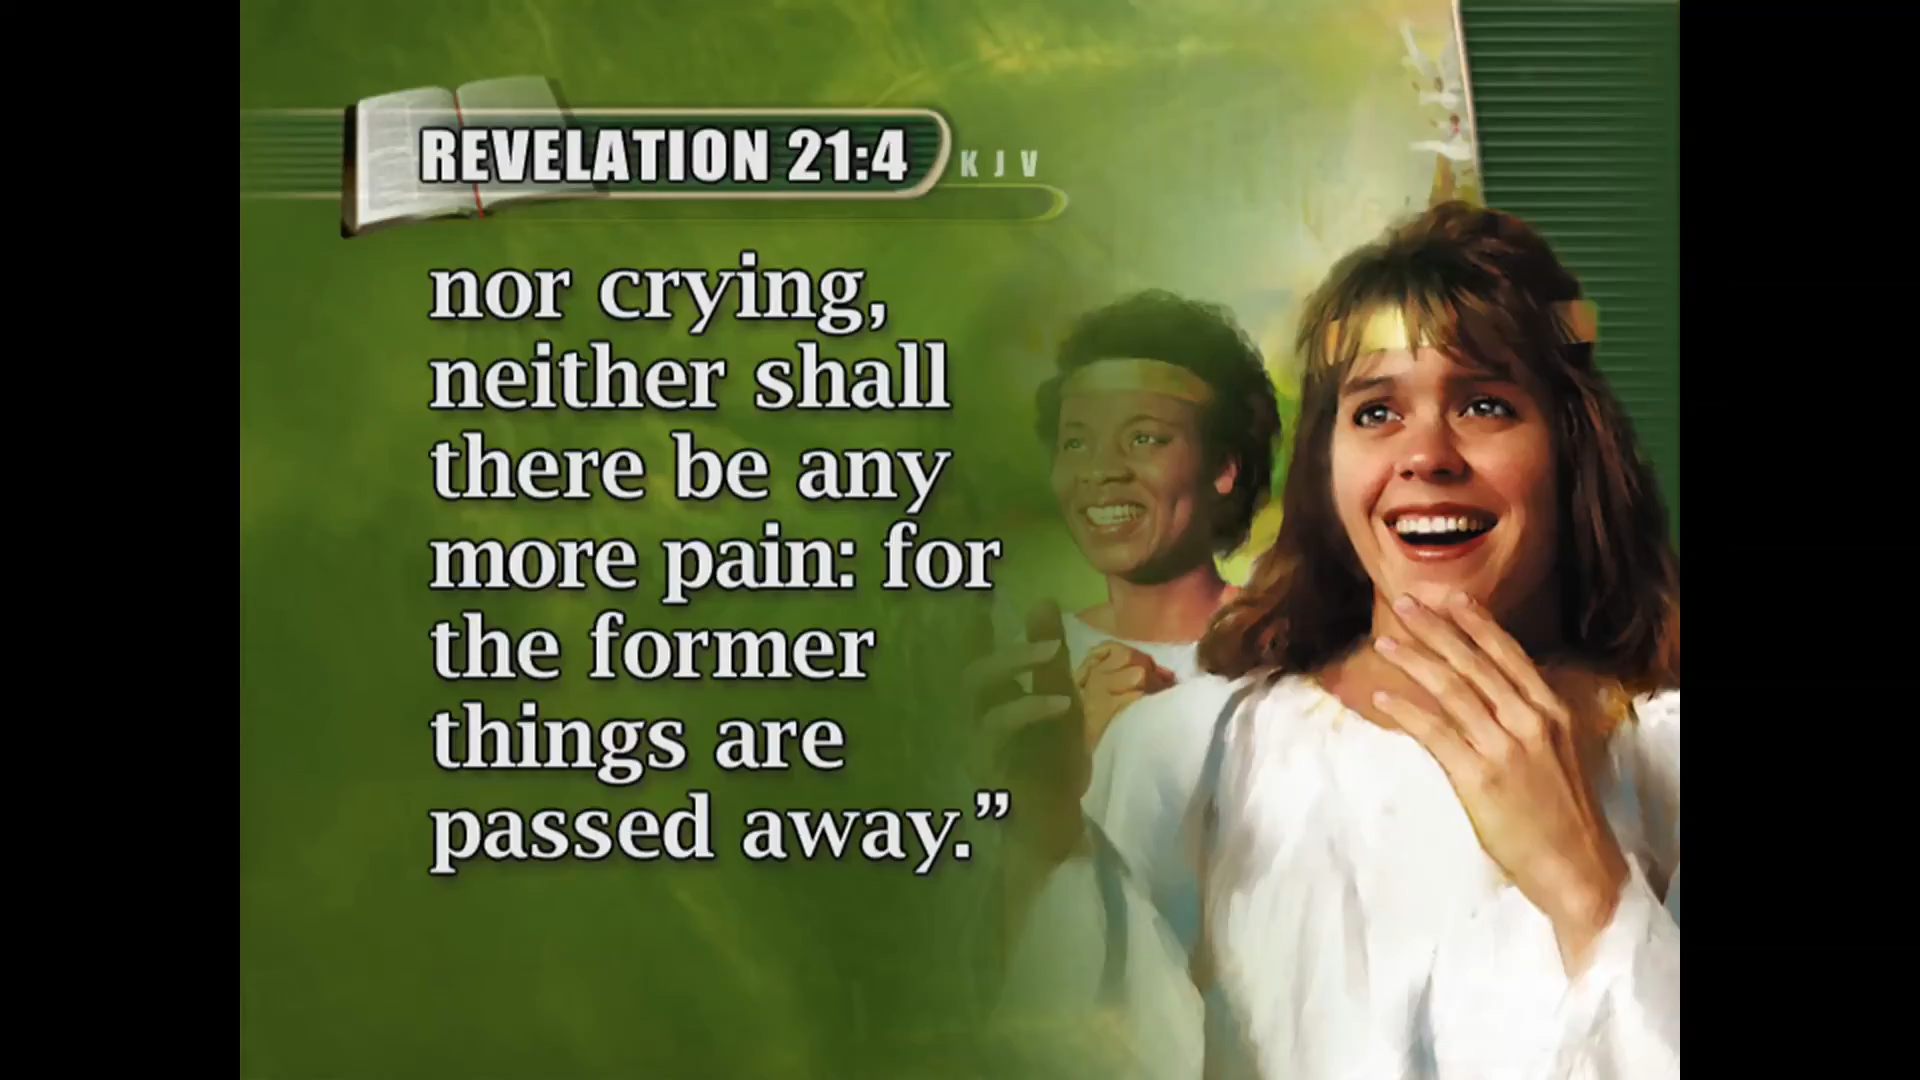 REVELATION 21:4 KJV
nor crying,
neither shall
there be any
more pain: for
the former
things are
passed away.”